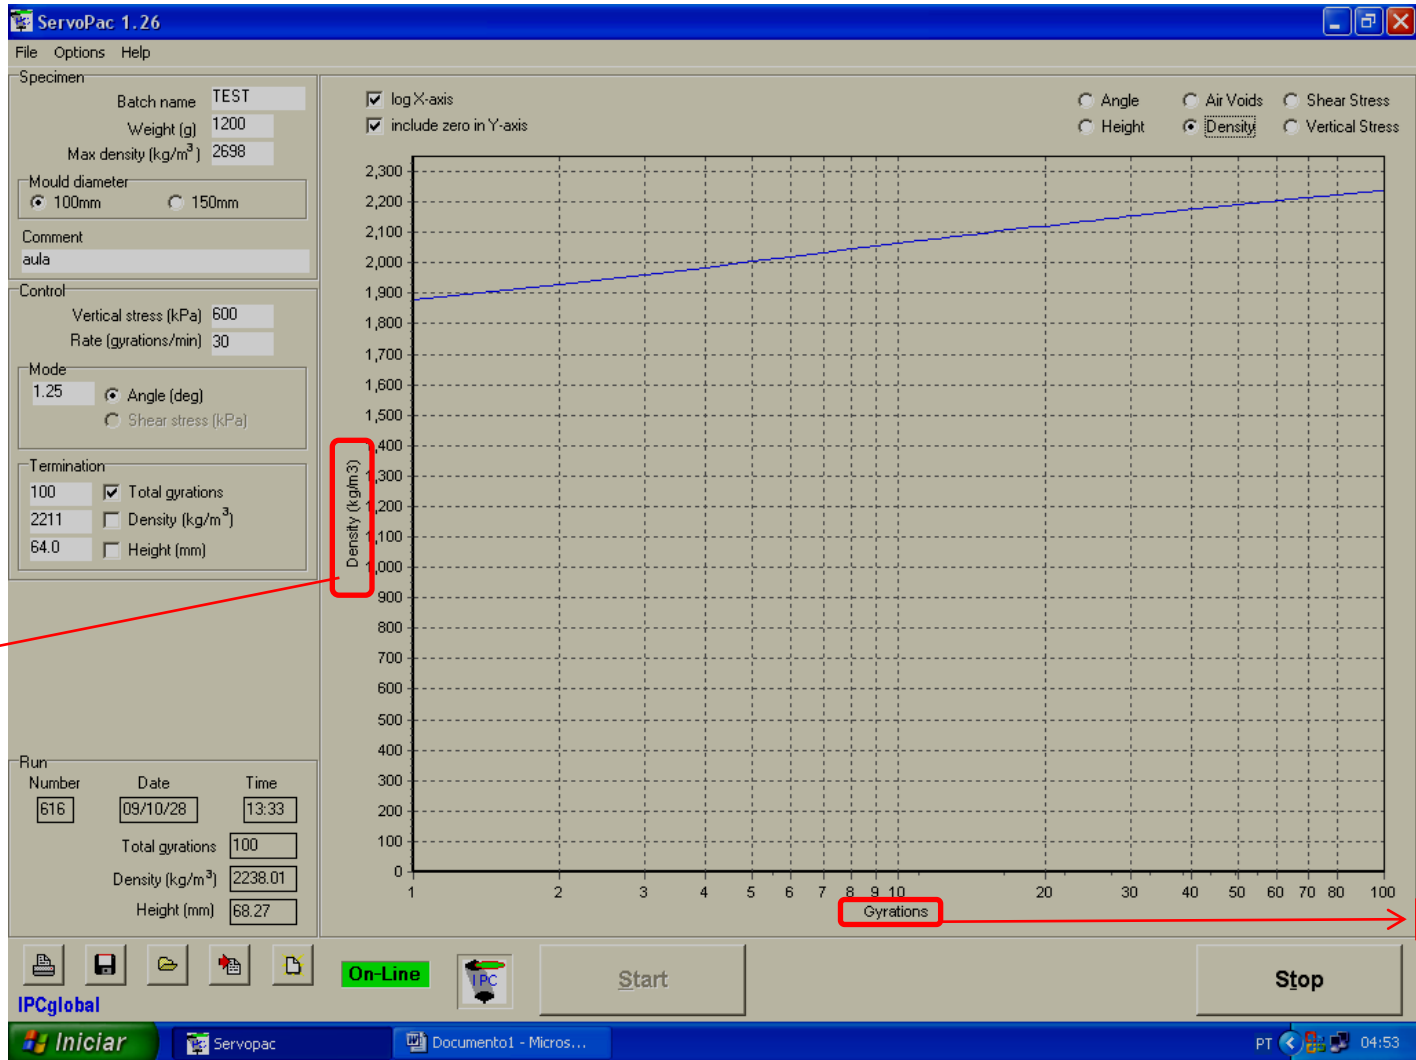 ServoPac 1.26
File Options Help
Specimen
Batch name TEST
Weight (g) 1200
Max density (kg/m³) 2698
Mould diameter
100mm 150mm
Comment
aula
Control
Vertical stress (kPa) 600
Rate (gyrations/min) 30
Mode
1.25 Angle (deg)
Shear stress (kPa)
Termination
100 Total gyrations
2211 Density (kg/m³)
64.0 Height (mm)
Run
Number Date Time
616 09/10/28 13:33
Total gyrations 100
Density (kg/m³) 2238.01
Height (mm) 68.27
log X-axis
include zero in Y-axis
Angle Air Voids Shear Stress
Height Density Vertical Stress
2,300
2,200
2,100
2,000
1,900
1,800
1,700
1,600
1,500
1,400
1,300
1,200
1,100
1,000
900
800
700
600
500
400
300
200
100
0
Density (kg/m3)
1 2 3 4 5 6 7 8 9 10 20 30 40 50 60 70 80 100
Gyrations
IPCglobal
On-Line
IPC
Start
Stop
Iniciar
Servopac
Documento1 - Micros...
PT
04:53